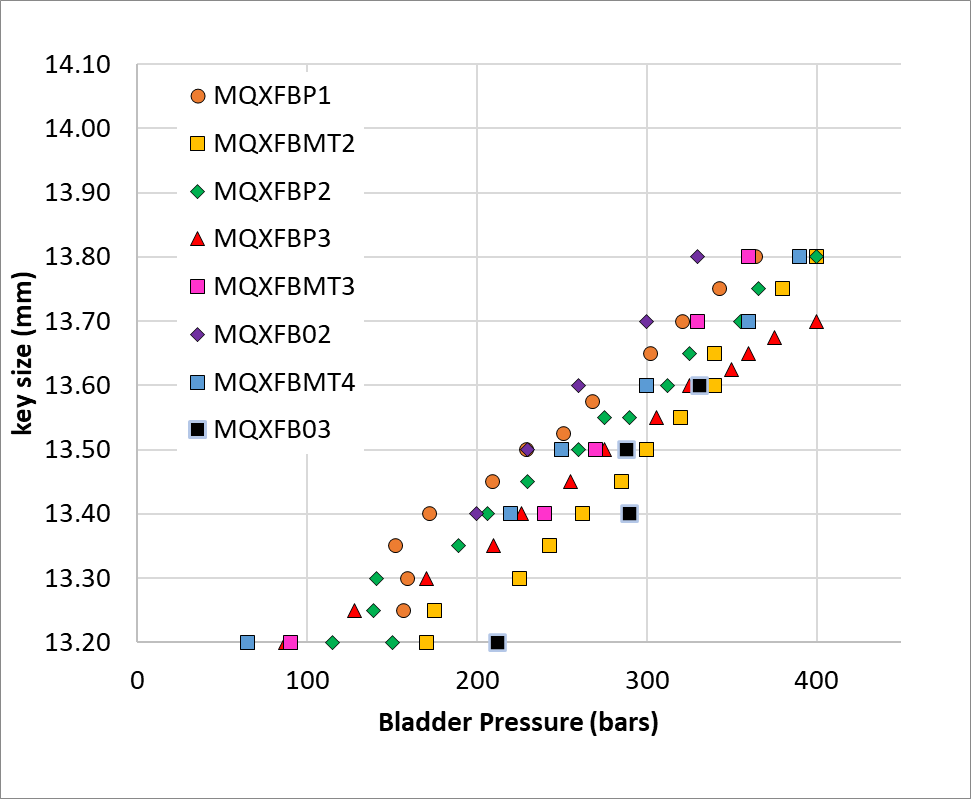 14.10
14.00
13.90
13.80
13.70
13.60
13.50
13.40
13.30
13.20
key size (mm)
MQXFBP1
MQXFBMT2
MQXFBP2
MQXFBP3
MQXFBMT3
MQXFB02
MQXFBMT4
MQXFB03
0 100 200 300 400
Bladder Pressure (bars)